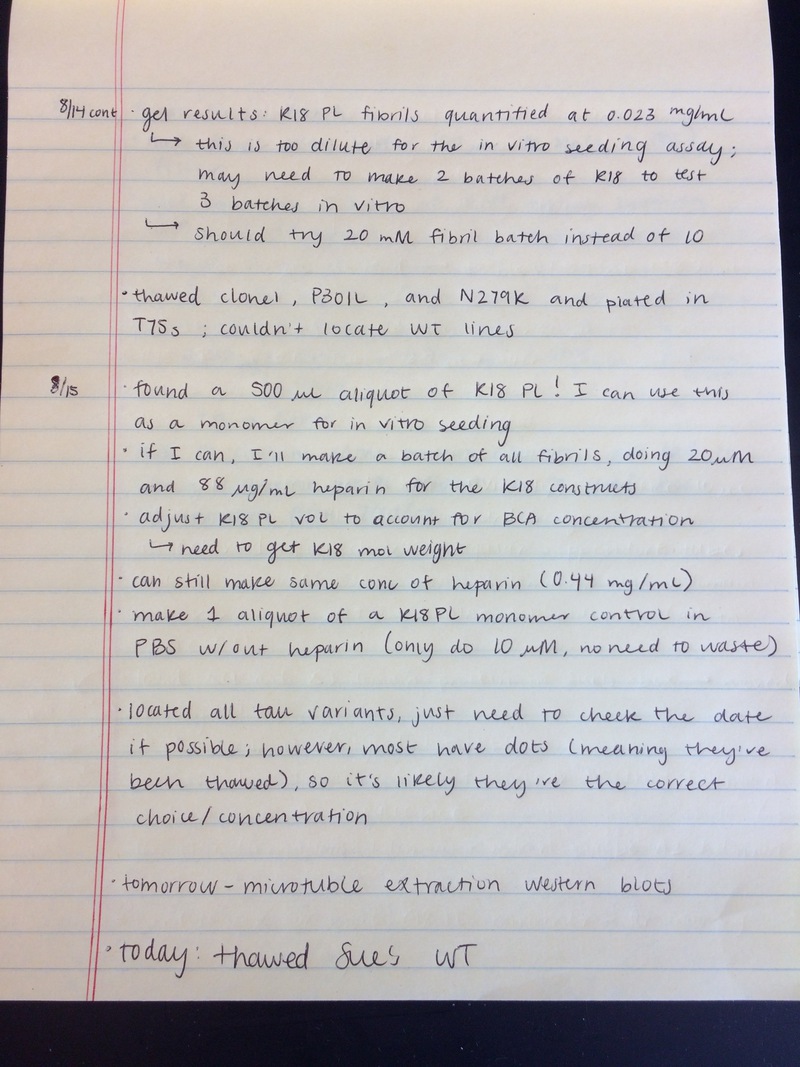 8/14 cont · gel results: K18 PL fibrils quantified at 0.023 mg/mL
↳ this is too dilute for the in vitro seeding assay;
may need to make 2 batches of K18 to test
3 batches in vitro
↳ should try 20 mM fibril batch instead of 10
· thawed clone1, P301L, and N279K and plated in
T75s; couldn't locate WT lines
8/15 · found a 500 uL aliquot of K18 PL! I can use this
as a monomer for in vitro seeding
· if I can, I'll make a batch of all fibrils, doing 20 μM
and 88 μg/mL heparin for the K18 constructs
· adjust K18 PL vol to account for BCA concentration
↳ need to get K18 mol weight
· can still make same conc of heparin (0.44 mg/mL)
· make 1 aliquot of a K18PL monomer control in
PBS w/out heparin (only do 10 μM, no need to waste)
· located all tau variants, just need to check the date
if possible; however, most have dots (meaning they've
been thawed), so it's likely they're the correct
choice/concentration
· tomorrow - microtuble extraction western blots
· today: thawed Sue's WT